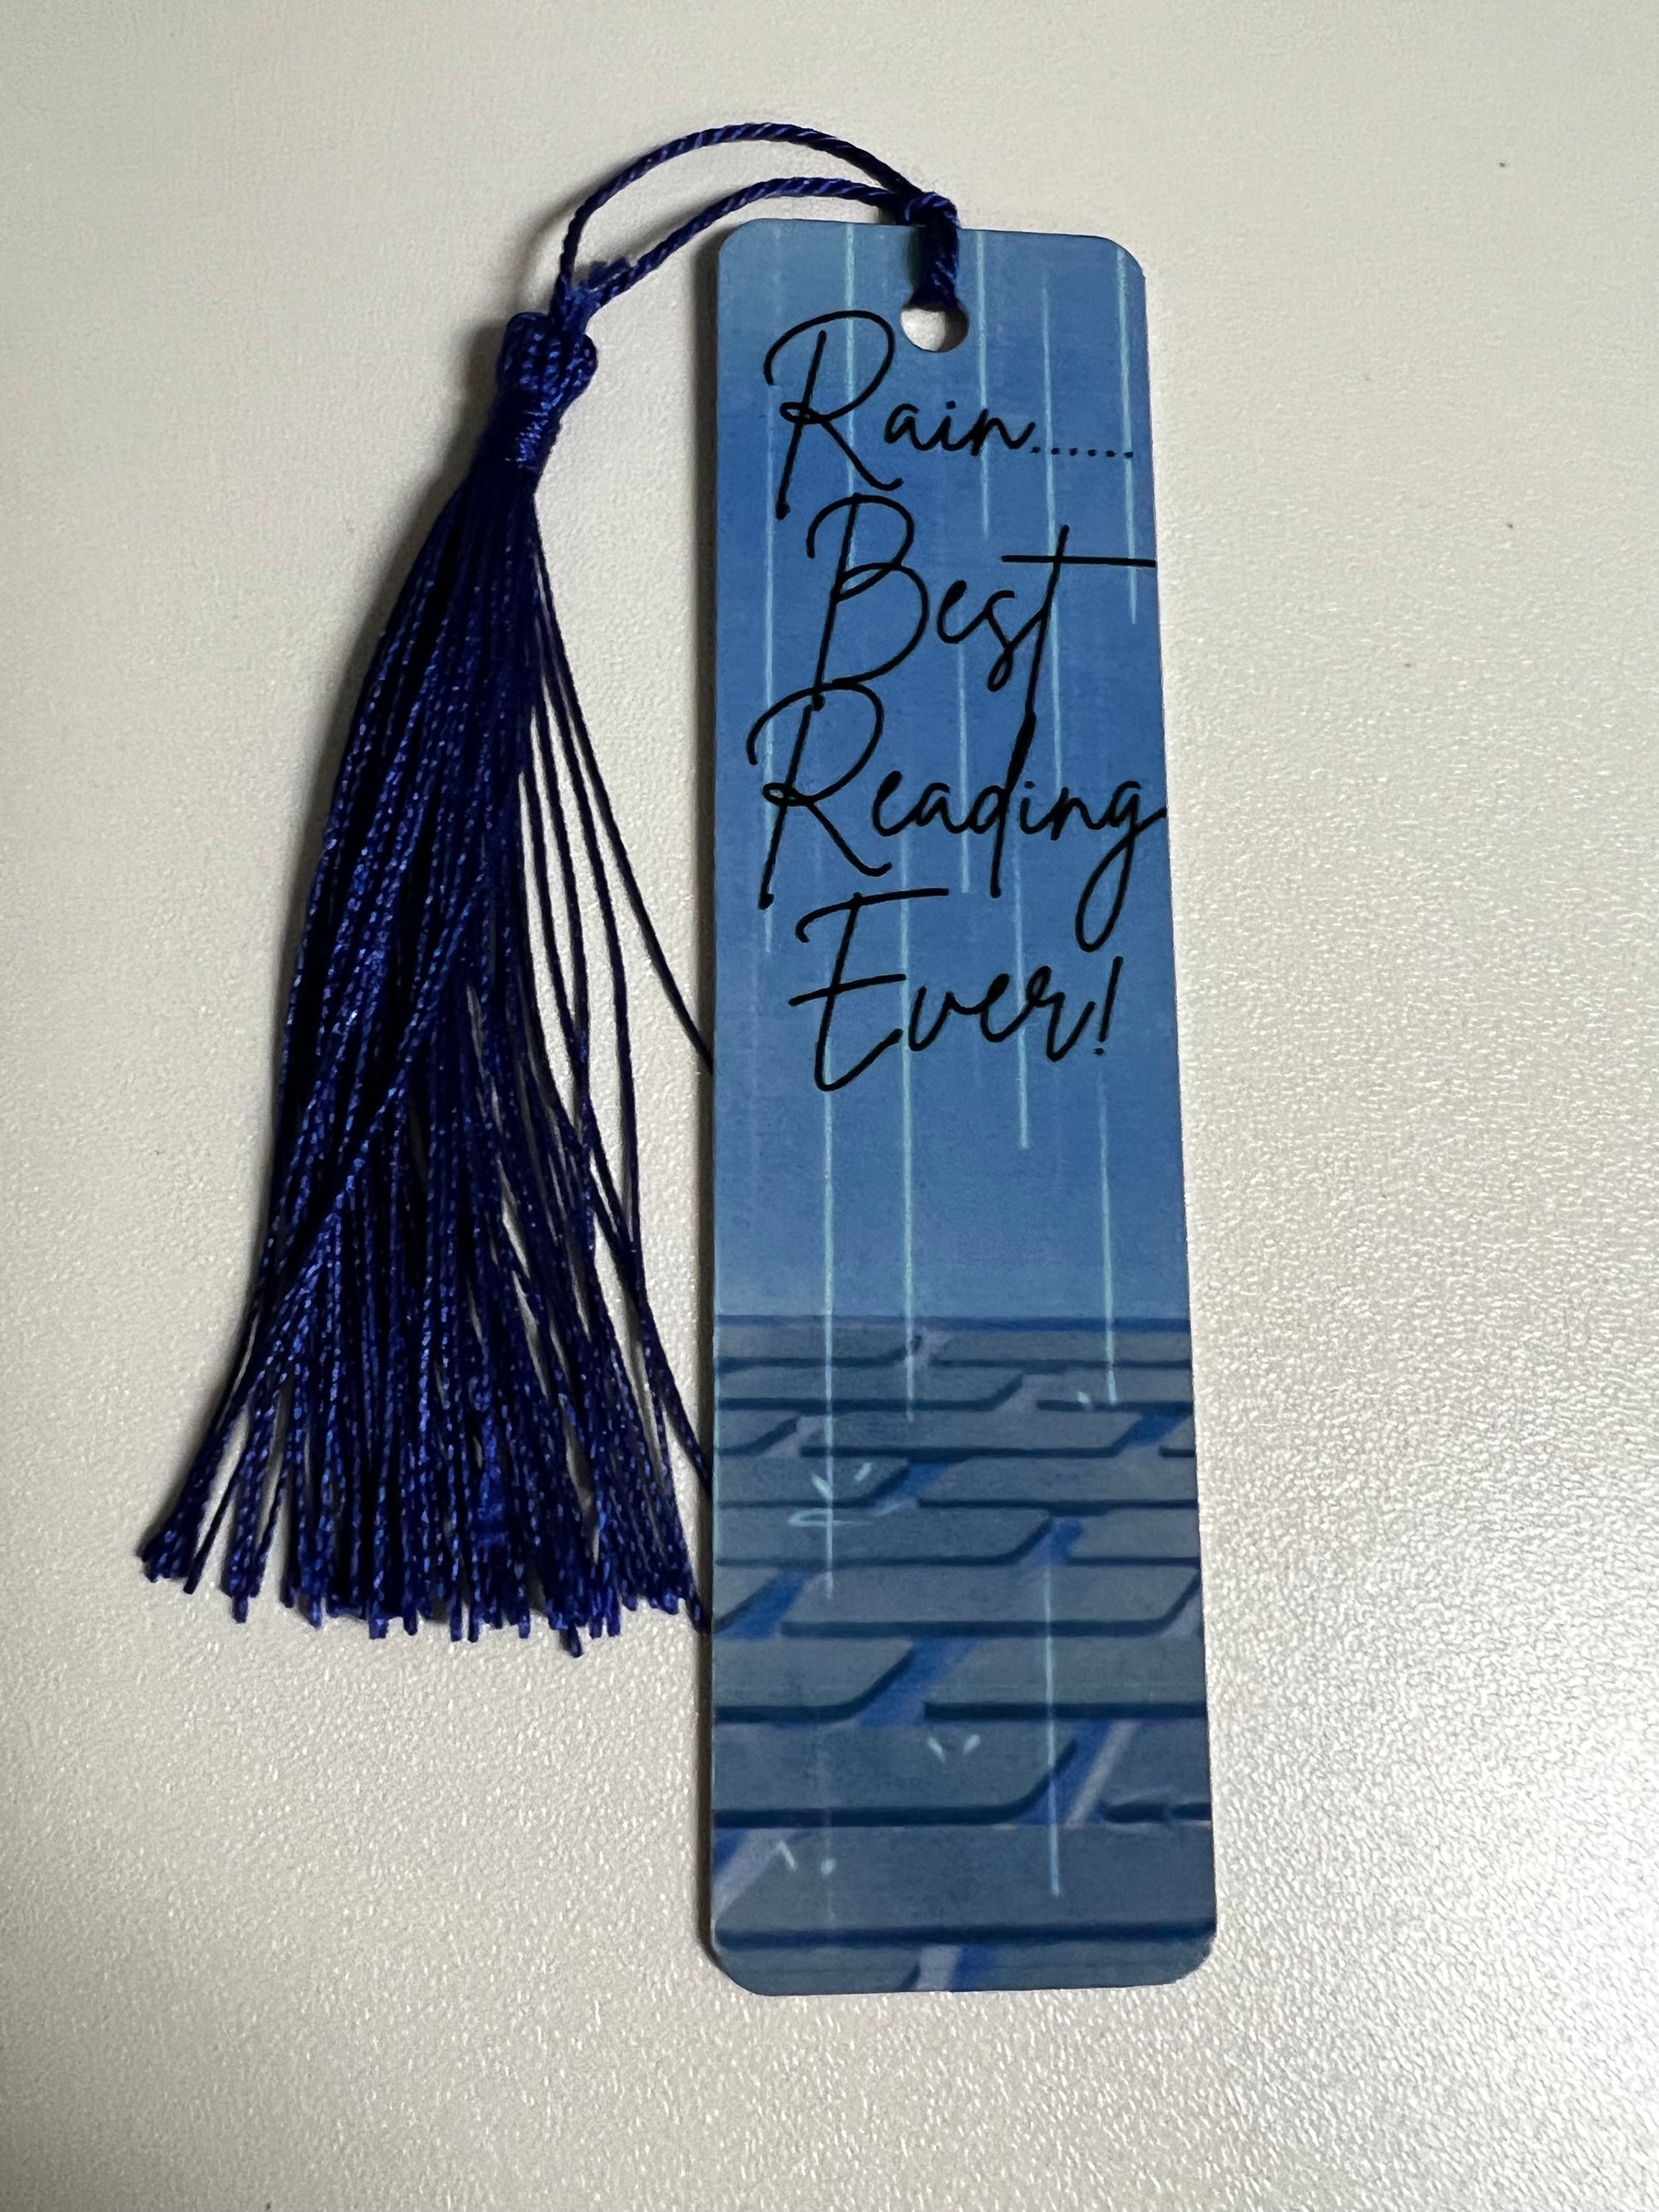 Rain......
Best
Reading
Ever!